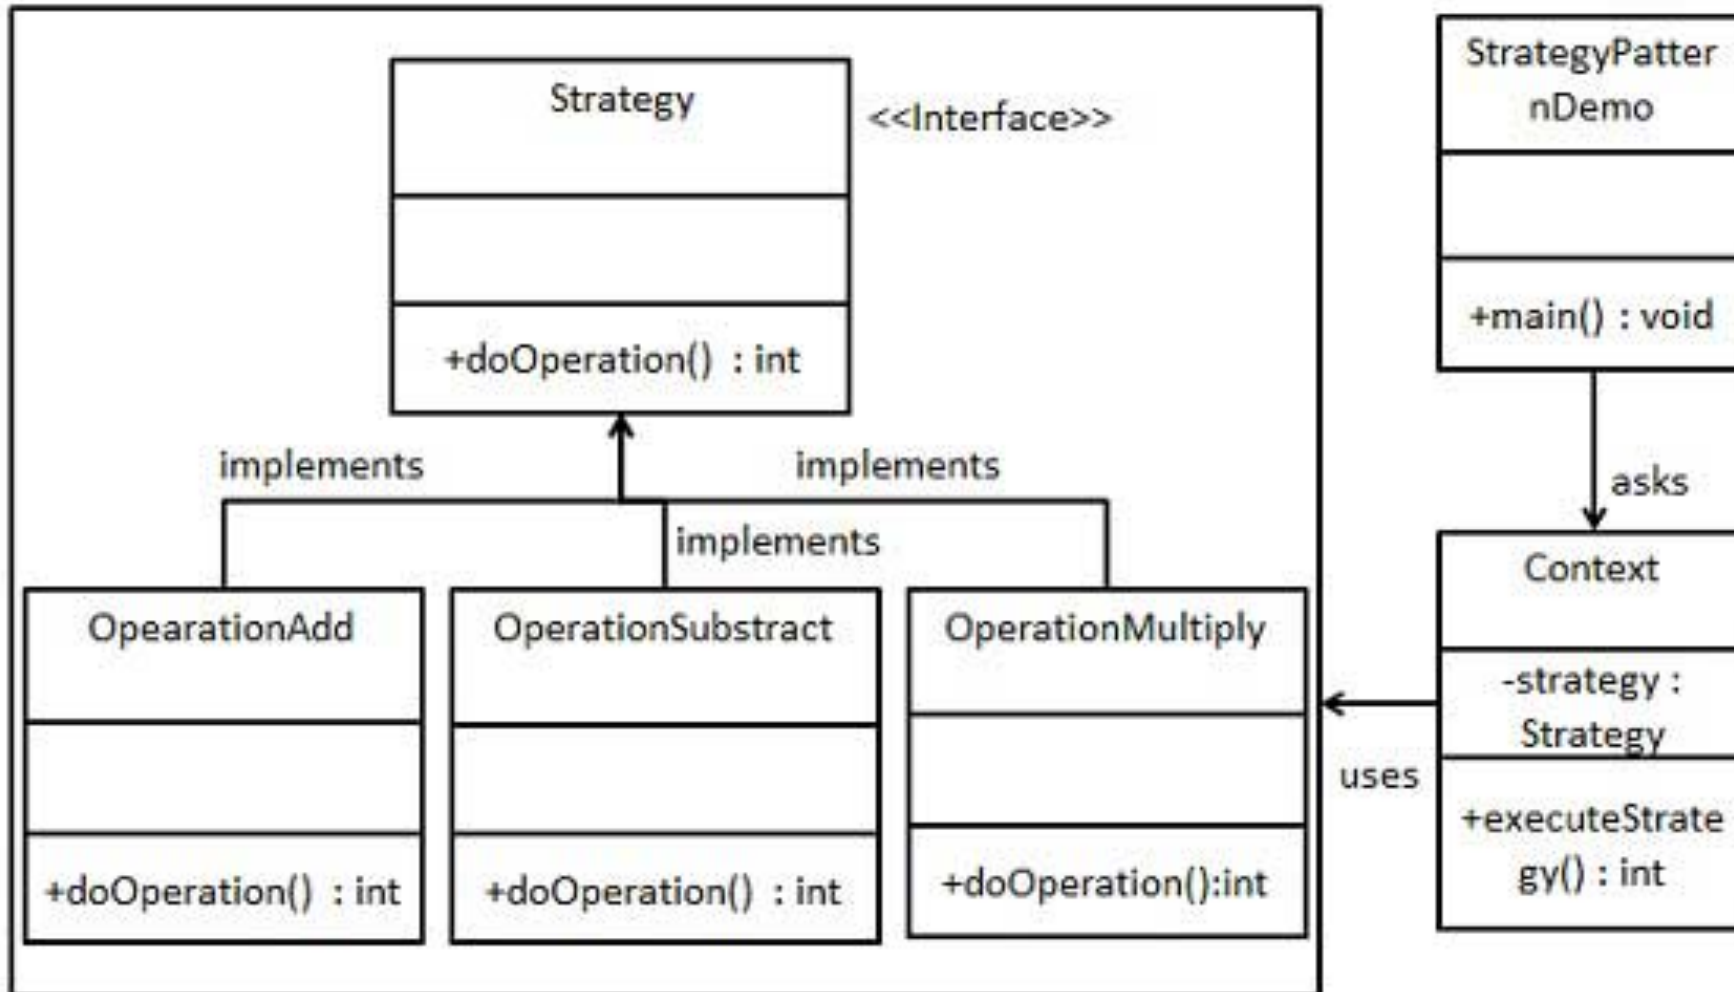 Strategy
<<Interface>>
+doOperation() : int
implements
implements
implements
OpearationAdd
+doOperation() : int
OperationSubstract
+doOperation() : int
OperationMultiply
+doOperation():int
StrategyPatter
nDemo
+main() : void
asks
Context
-strategy :
Strategy
+executeStrate
gy() : int
uses